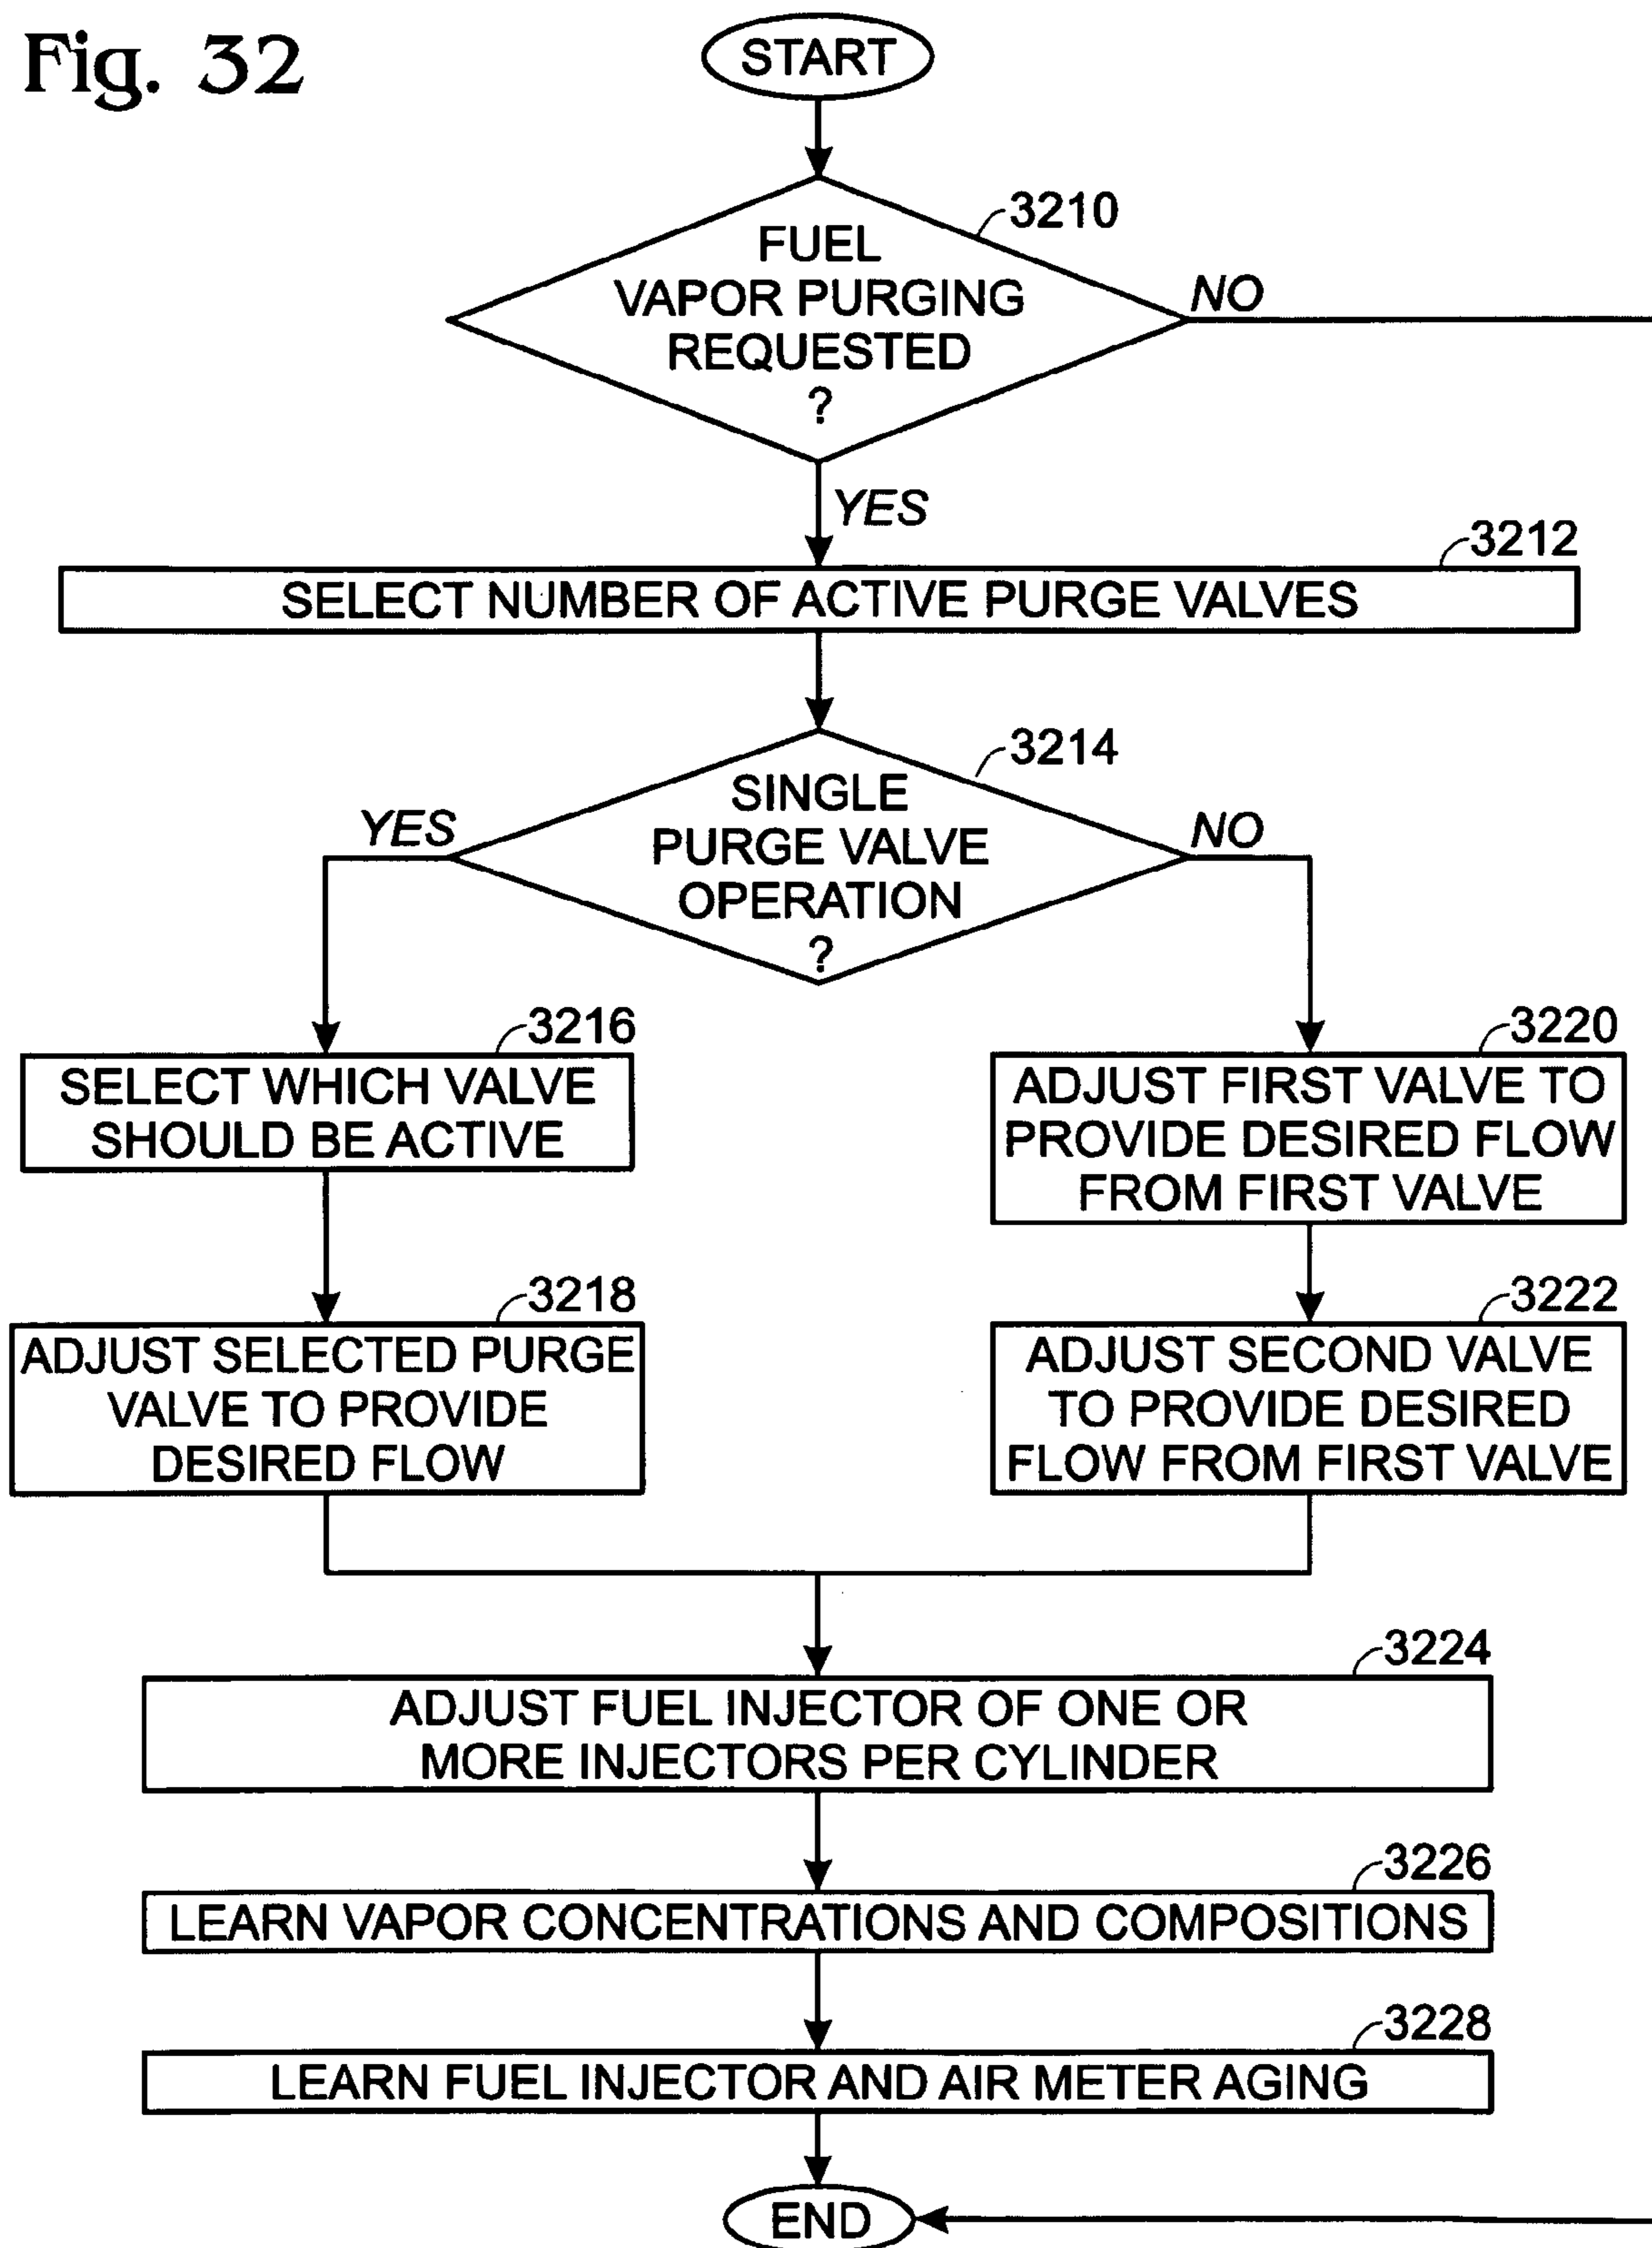 Fig. 32
START
3210
FUEL
VAPOR PURGING
REQUESTED
?
NO
YES
3212
SELECT NUMBER OF ACTIVE PURGE VALVES
3214
SINGLE
PURGE VALVE
OPERATION
?
YES
NO
3216
SELECT WHICH VALVE
SHOULD BE ACTIVE
3220
ADJUST FIRST VALVE TO
PROVIDE DESIRED FLOW
FROM FIRST VALVE
3218
ADJUST SELECTED PURGE
VALVE TO PROVIDE
DESIRED FLOW
3222
ADJUST SECOND VALVE
TO PROVIDE DESIRED
FLOW FROM FIRST VALVE
3224
ADJUST FUEL INJECTOR OF ONE OR
MORE INJECTORS PER CYLINDER
3226
LEARN VAPOR CONCENTRATIONS AND COMPOSITIONS
3228
LEARN FUEL INJECTOR AND AIR METER AGING
END